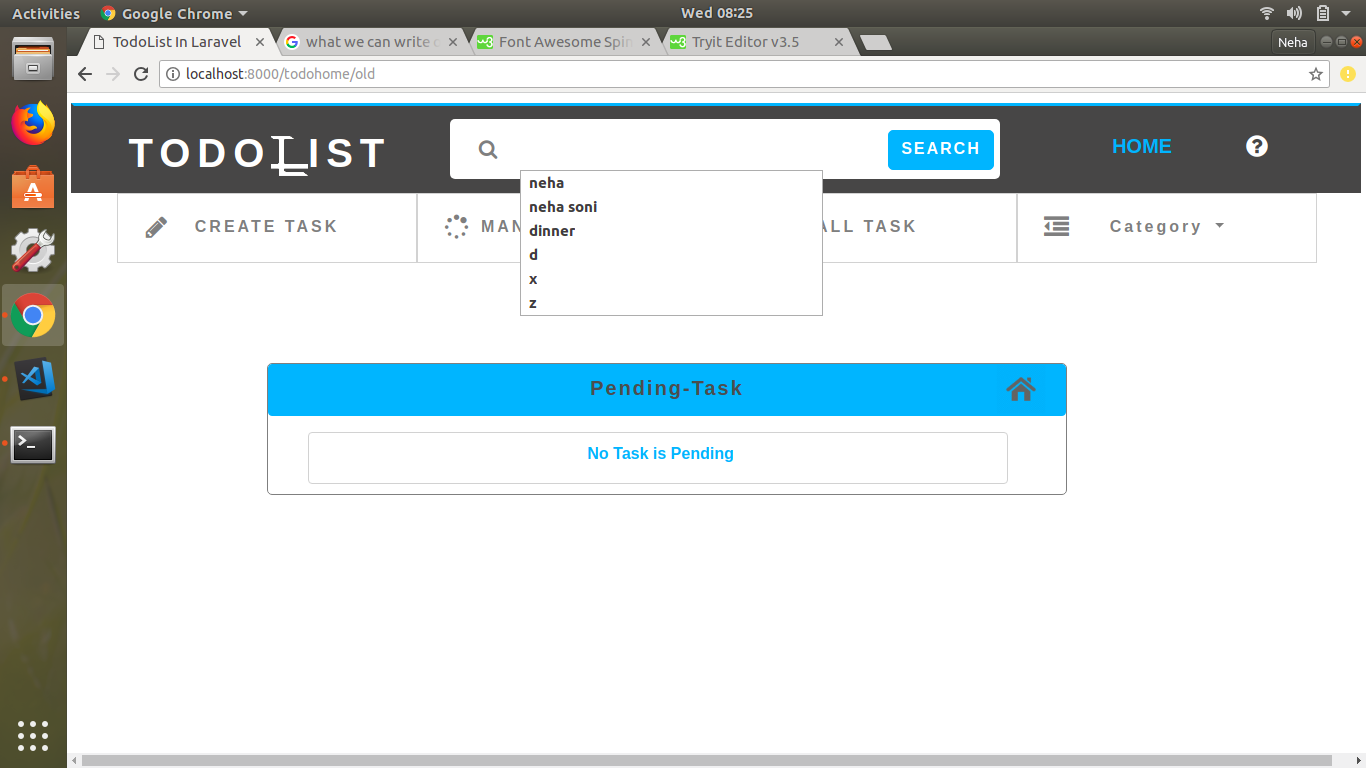 Activities Google Chrome Wed 08:25
TodoList In Laravel what we can write Font Awesome Spin Tryit Editor v3.5 Neha
localhost:8000/todohome/old
TODOLIST SEARCH HOME
neha
neha soni
dinner
d
x
z
CREATE TASK MAN ALL TASK Category
Pending-Task
No Task is Pending